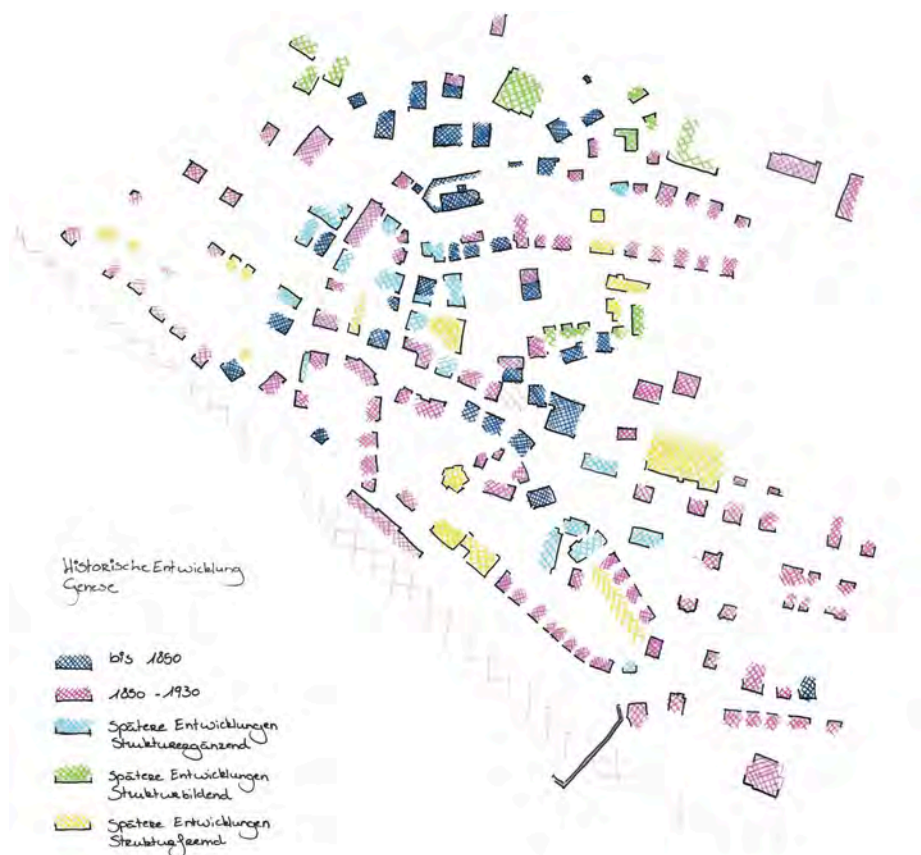 Historische Entwicklung
Genese
bis 1850
1850 - 1930
Spätere Entwicklungen
Strukturergänzend
Spätere Entwicklungen
Strukturbildend
Spätere Entwicklungen
Strukturfremd